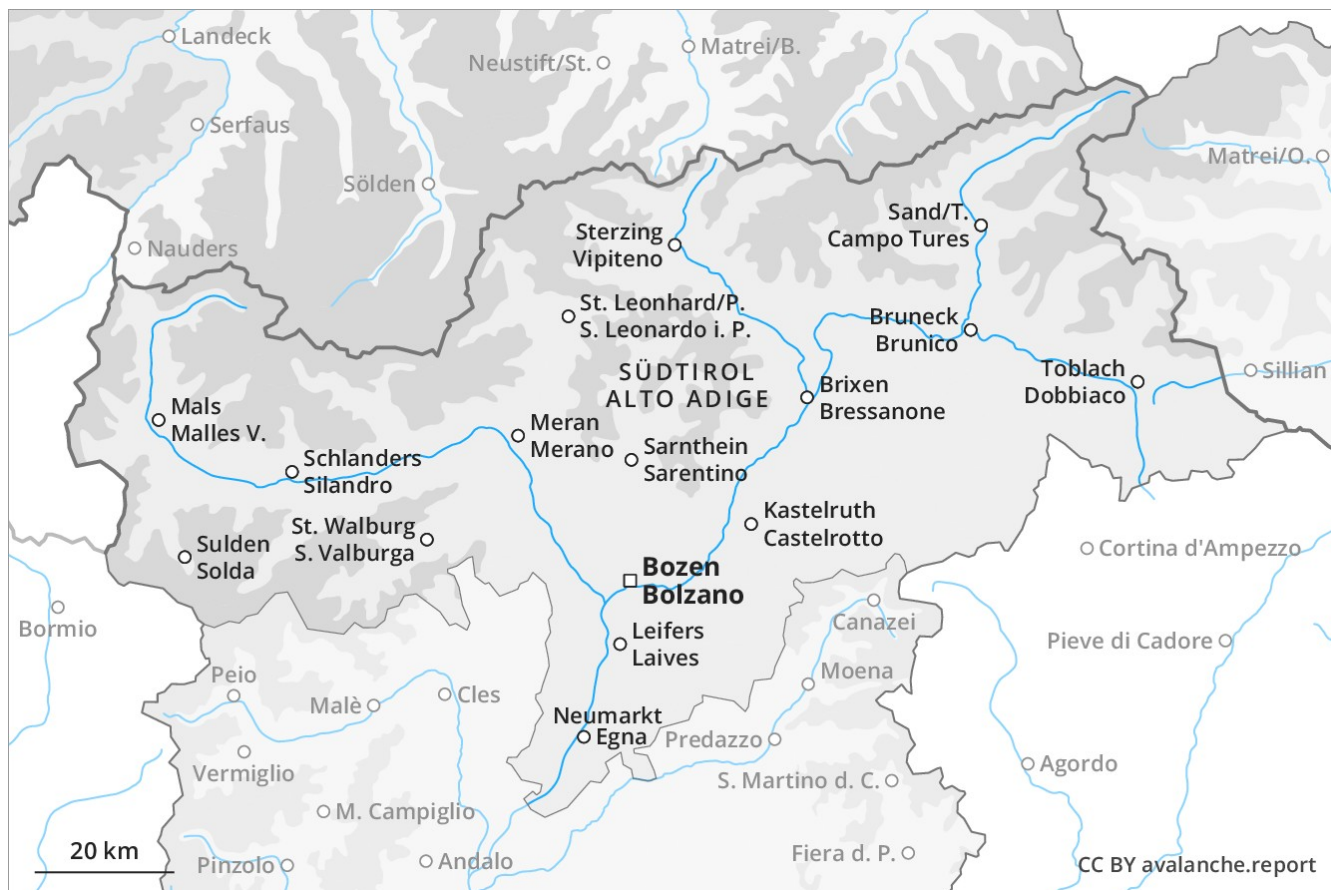 Landeck
Neustift/St.
Matrei/B.
Serfaus
Matrei/O.
Sölden
Nauders
Sterzing
Vipiteno
Sand/T.
Campo Tures
St. Leonhard/P.
S. Leonardo i. P.
Bruneck
Brunico
SÜDTIROL
ALTO ADIGE
Toblach
Dobbiaco
Sillian
Brixen
Bressanone
Mals
Malles V.
Meran
Merano
Schlanders
Silandro
Sarnthein
Sarentino
St. Walburg
S. Valburga
Kastelruth
Castelrotto
Sulden
Solda
Cortina d'Ampezzo
Bozen
Bolzano
Bormio
Canazei
Leifers
Laives
Pieve di Cadore
Peio
Moena
Malè
Cles
Neumarkt
Egna
Predazzo
Vermiglio
S. Martino d. C.
Agordo
M. Campiglio
20 km
Pinzolo
Andalo
Fiera d. P.
CC BY avalanche.report